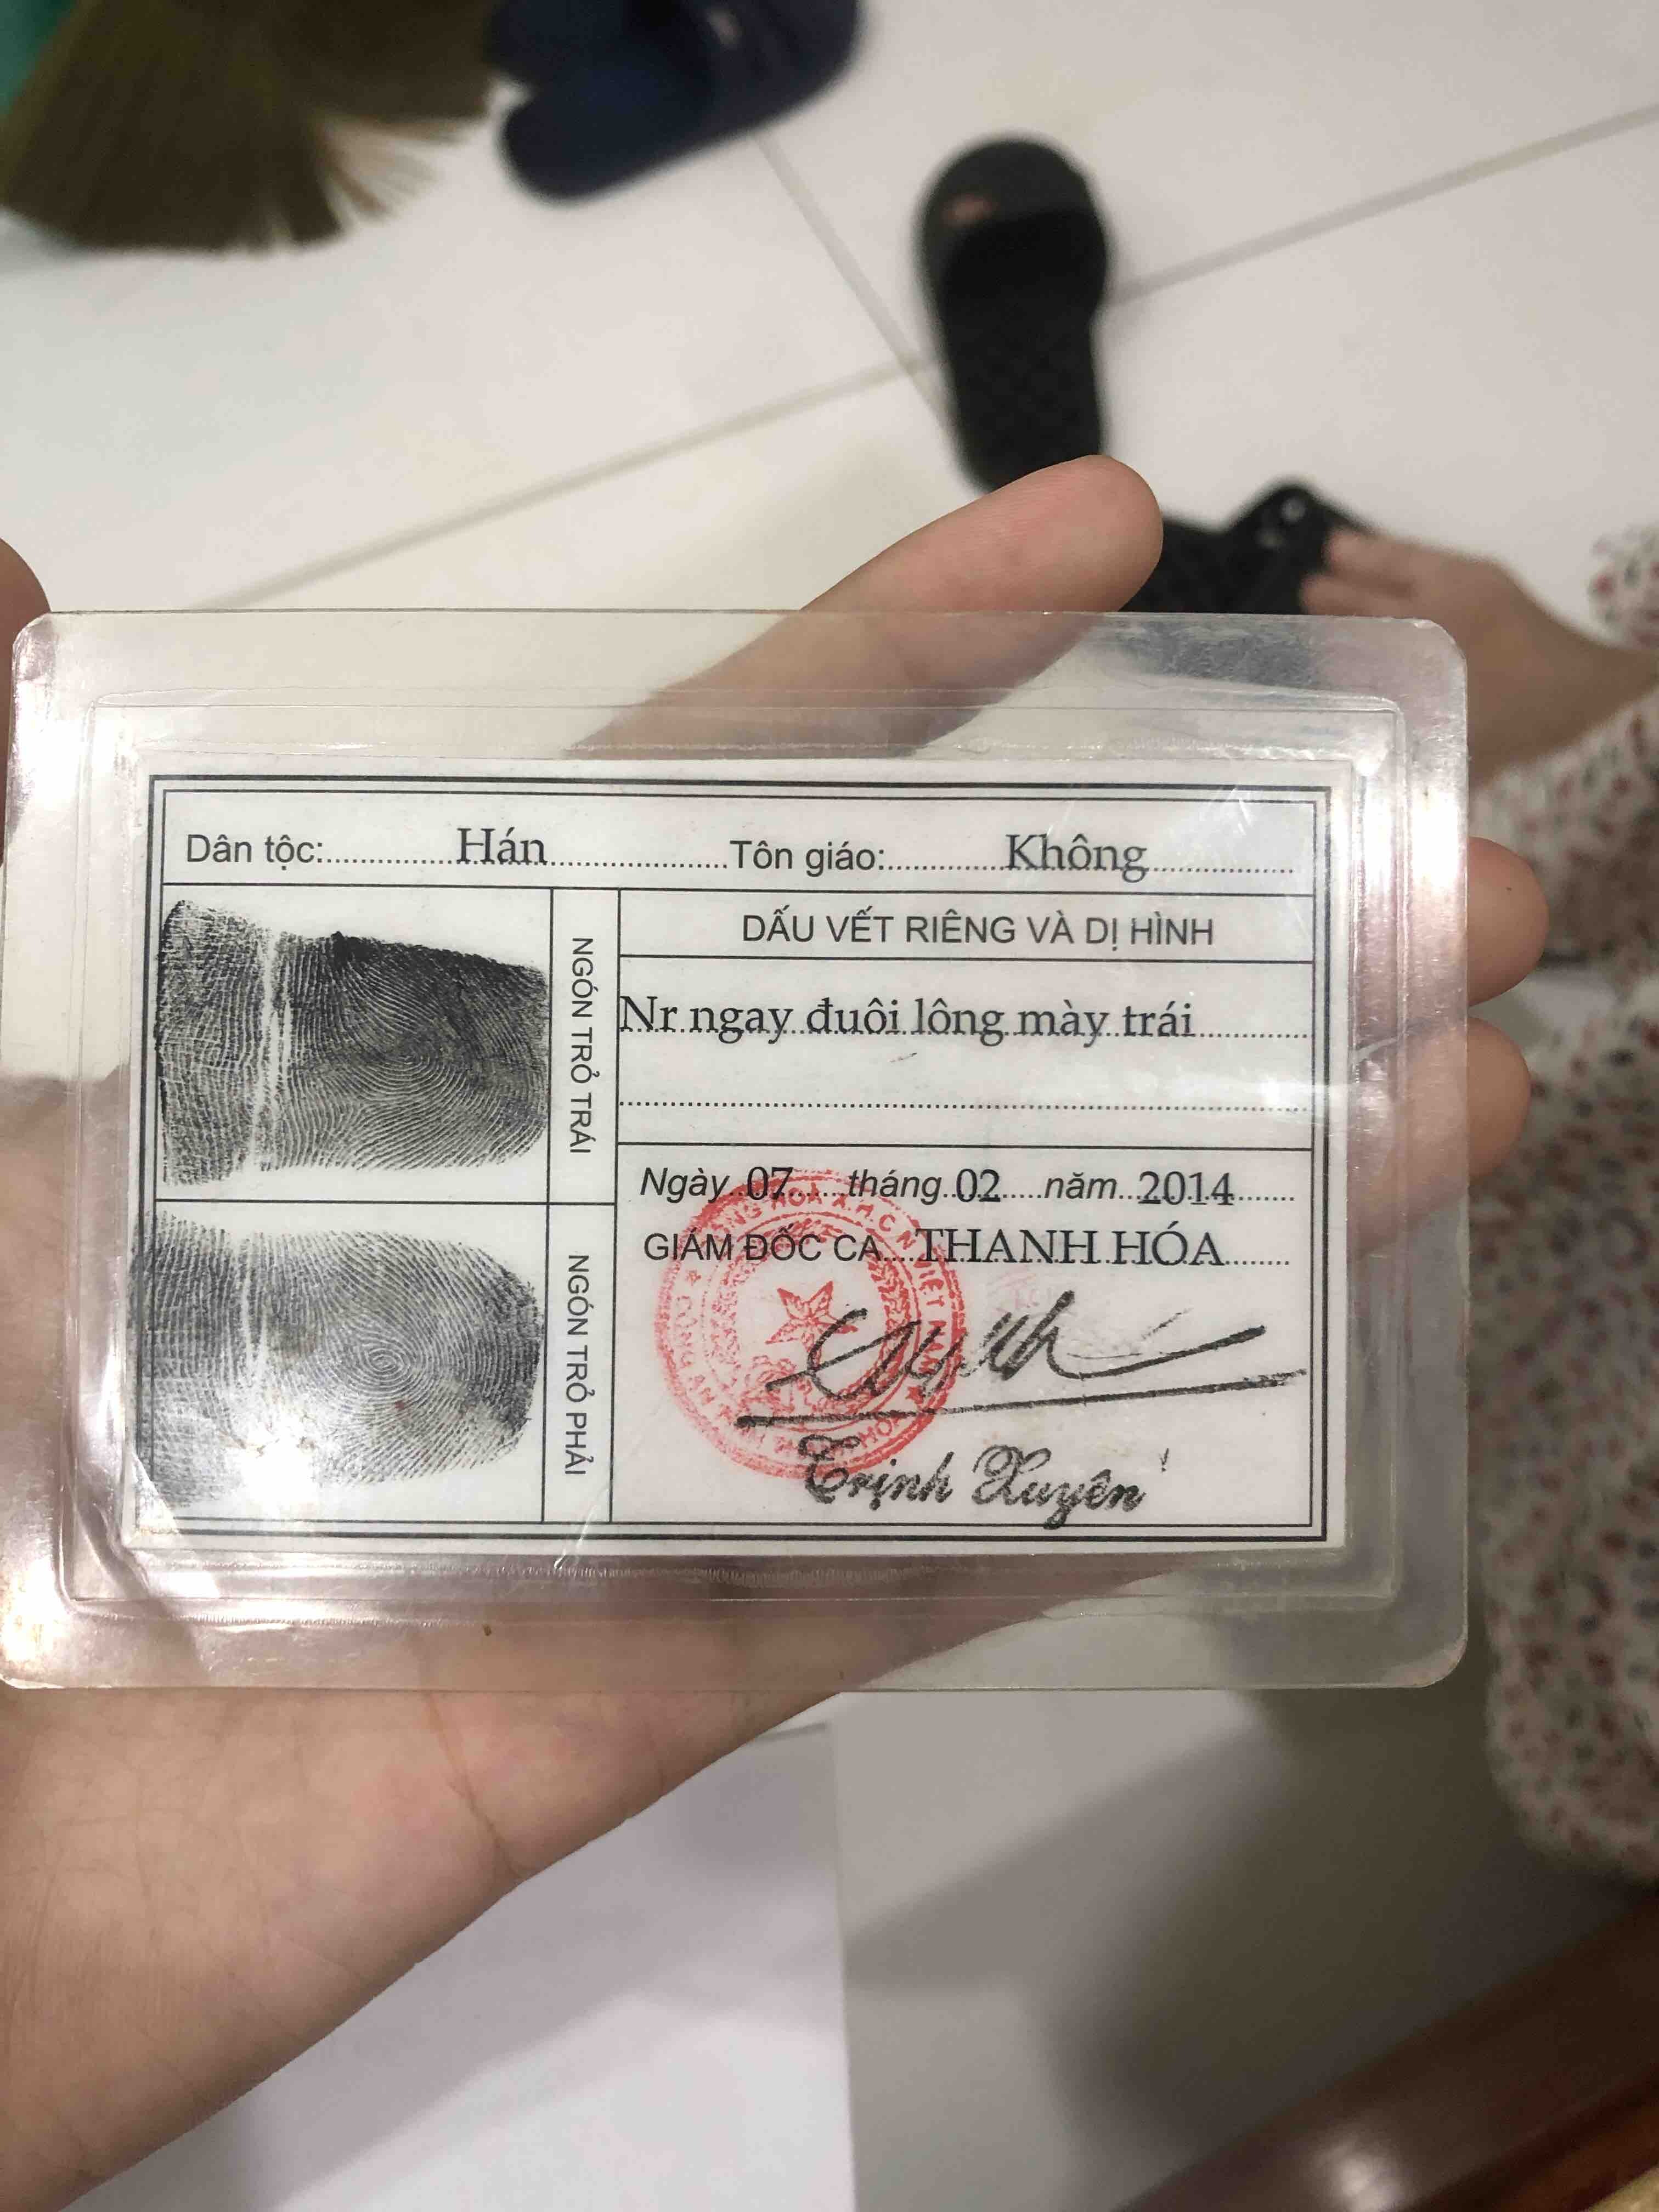 Dân tộc: Hán Tôn giáo: Không
NGÓN TRỎ TRÁI
DẤU VẾT RIÊNG VÀ DỊ HÌNH
Nr ngay đuôi lông mày trái
NGÓN TRỎ PHẢI
Ngày 07 tháng 02 năm 2014
GIÁM ĐỐC CA THANH HÓA
Trịnh Xuyên